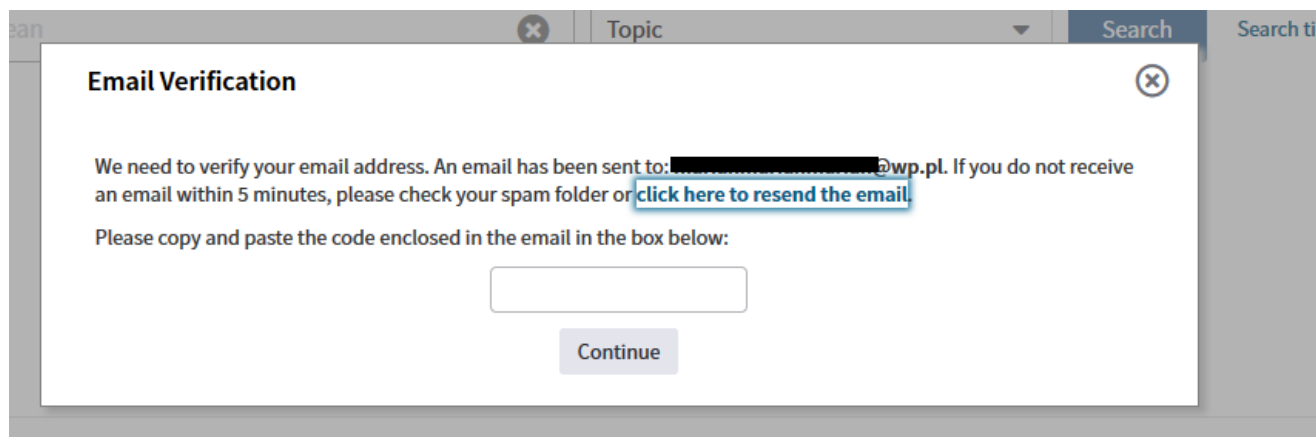 ean Topic Search Search ti
Email Verification
We need to verify your email address. An email has been sent to: @wp.pl. If you do not receive
an email within 5 minutes, please check your spam folder or click here to resend the email.
Please copy and paste the code enclosed in the email in the box below:
Continue